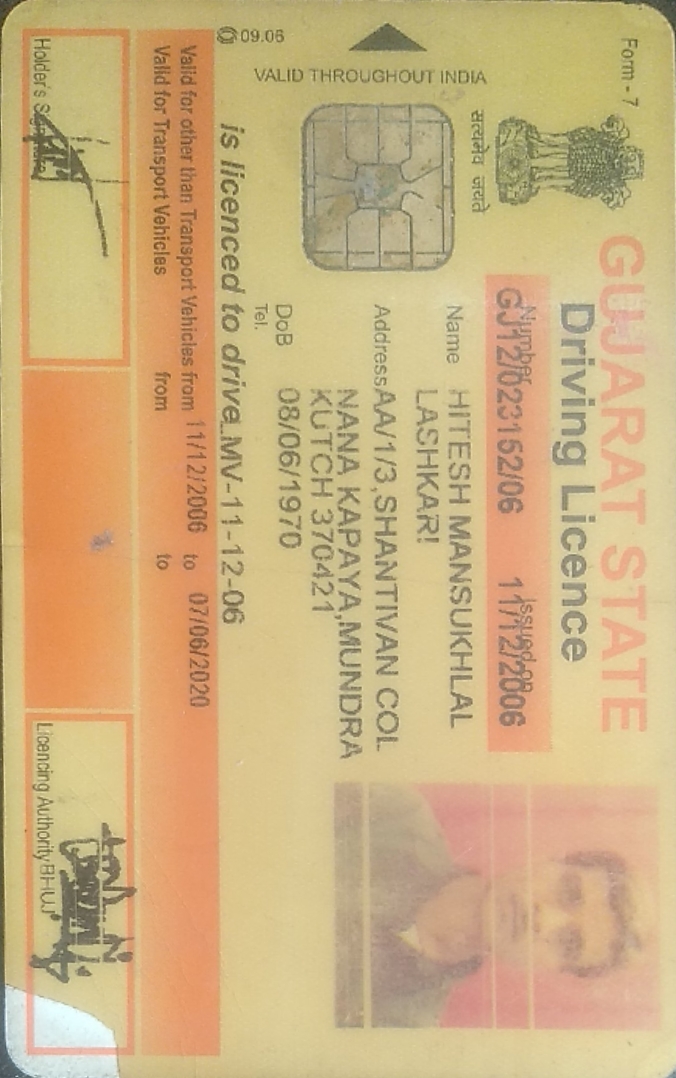 Form - 7
सत्यमेव जयते
GUJARAT STATE
Driving Licence
Number
GJ12/023152/06
Issued on
11/12/2006
VALID THROUGHOUT INDIA
09.06
Name HITESH MANSUKHLAL
LASHKARI
Address AA/1/3,SHANTIVAN COL
NANA KAPAYA,MUNDRA
KUTCH 370421
DoB 08/06/1970
Tel.
is licenced to drive MV-11-12-06
Valid for other than Transport Vehicles from 11/12/2006 to 07/06/2020
Valid for Transport Vehicles from to
Holder's Signature
Licencing Authority BHUJ